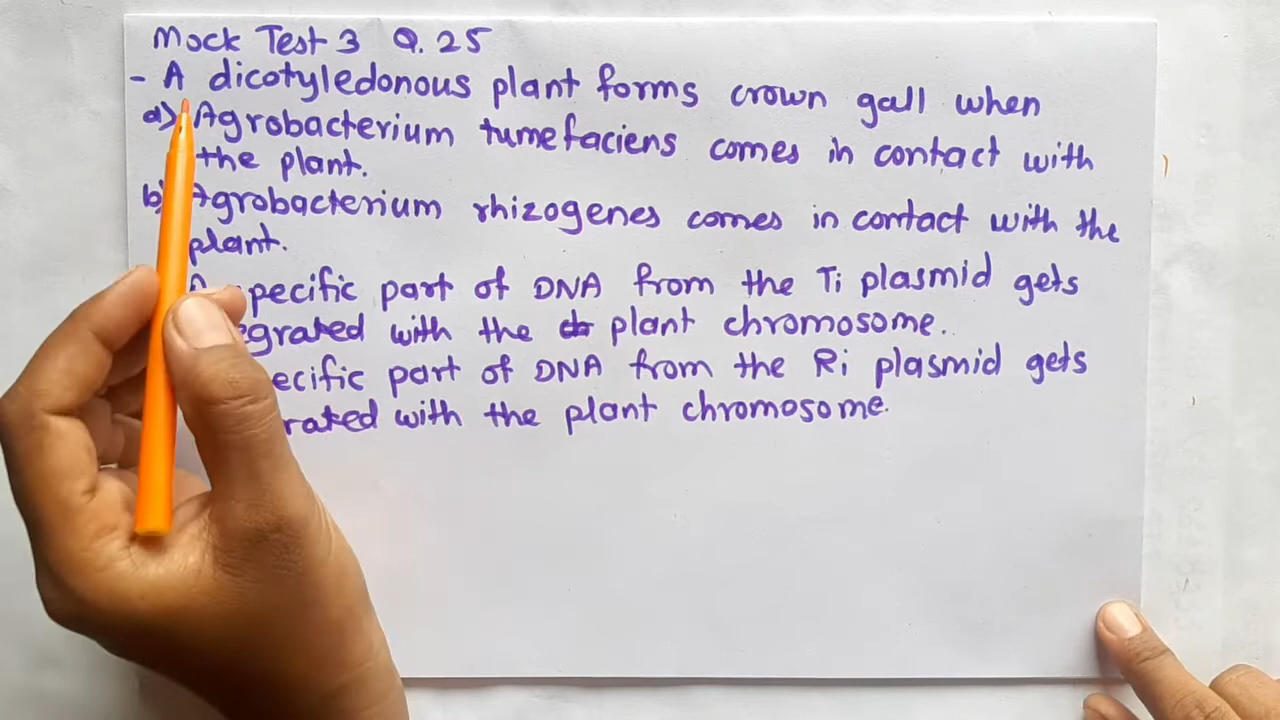 Mock Test 3 Q. 25
- A dicotyledonous plant forms crown gall when
a) Agrobacterium tumefaciens comes in contact with
the plant.
b) Agrobacterium rhizogenes comes in contact with the
plant.
A specific part of DNA from the Ti plasmid gets
egrated with the plant chromosome.
ecific part of DNA from the Ri plasmid gets
rated with the plant chromosome.